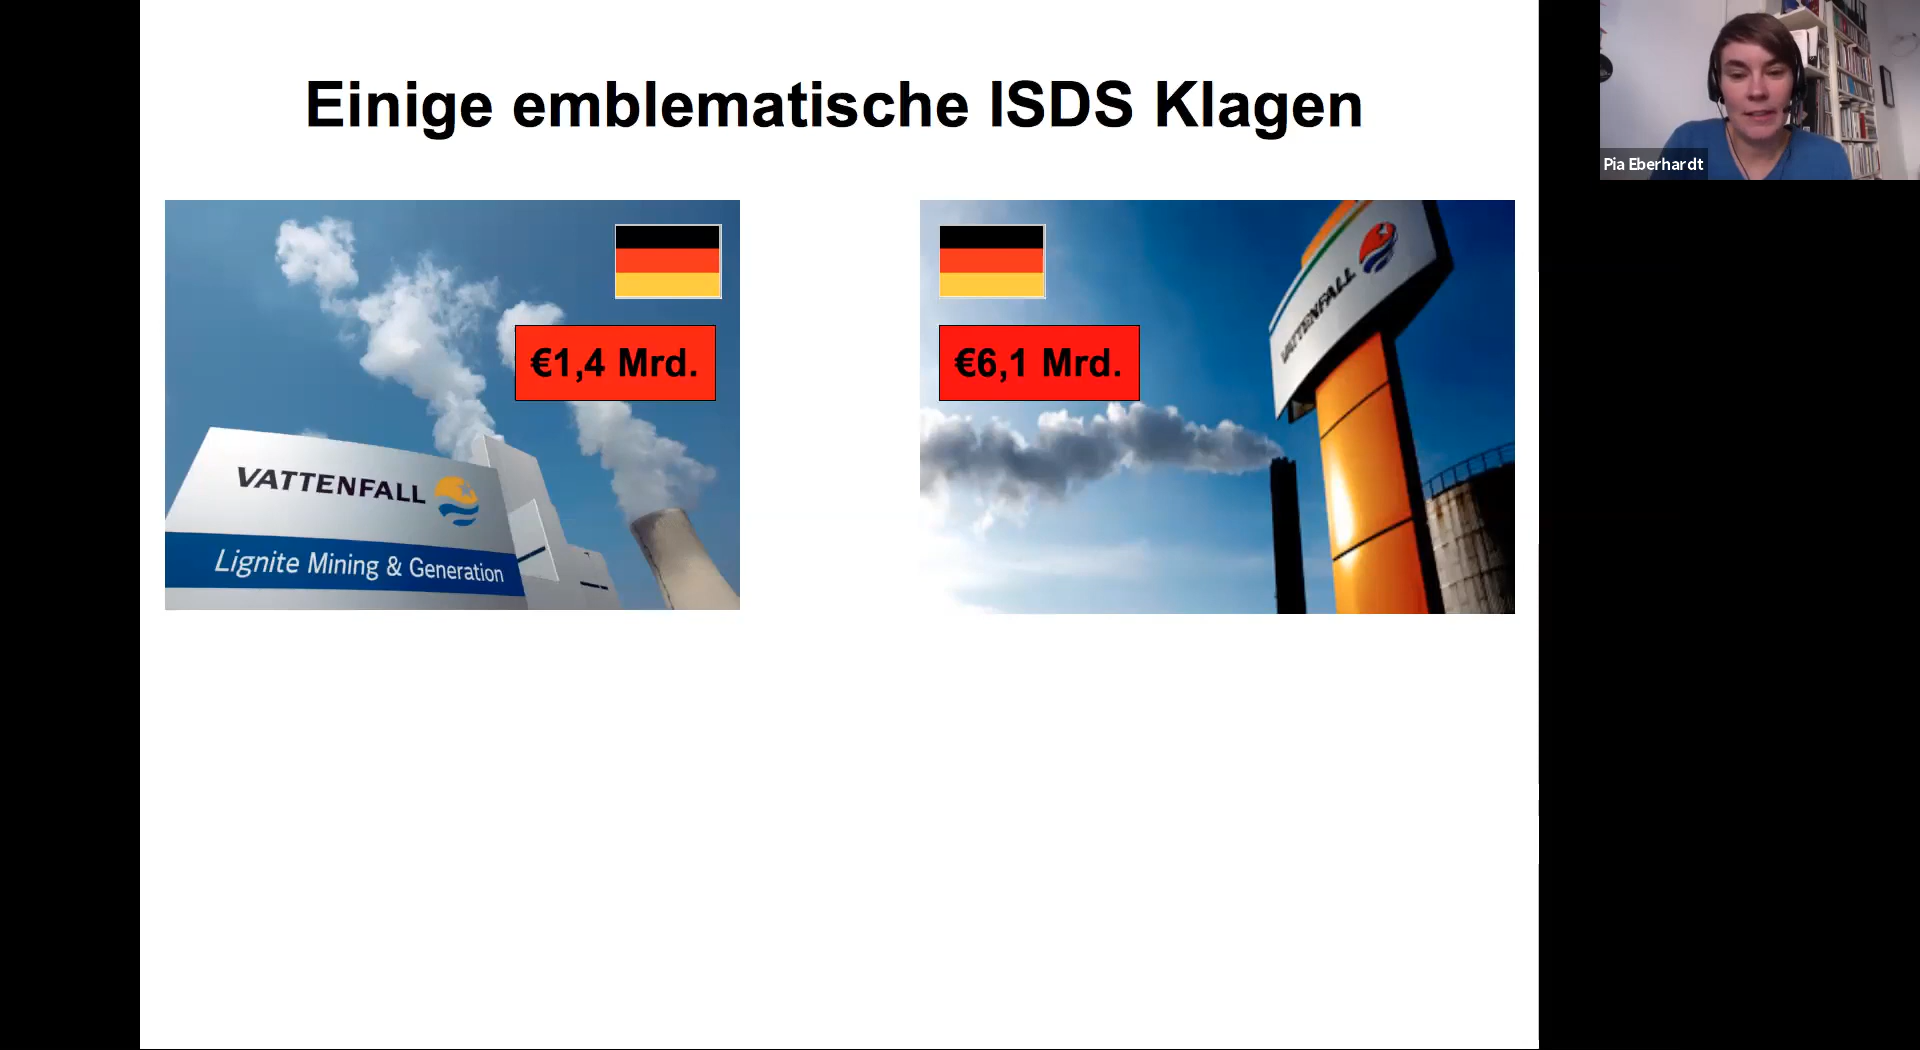 Einige emblematische ISDS Klagen
Pia Eberhardt
€1,4 Mrd.
€6,1 Mrd.
VATTENFALL
VATTENFALL
Lignite Mining & Generation